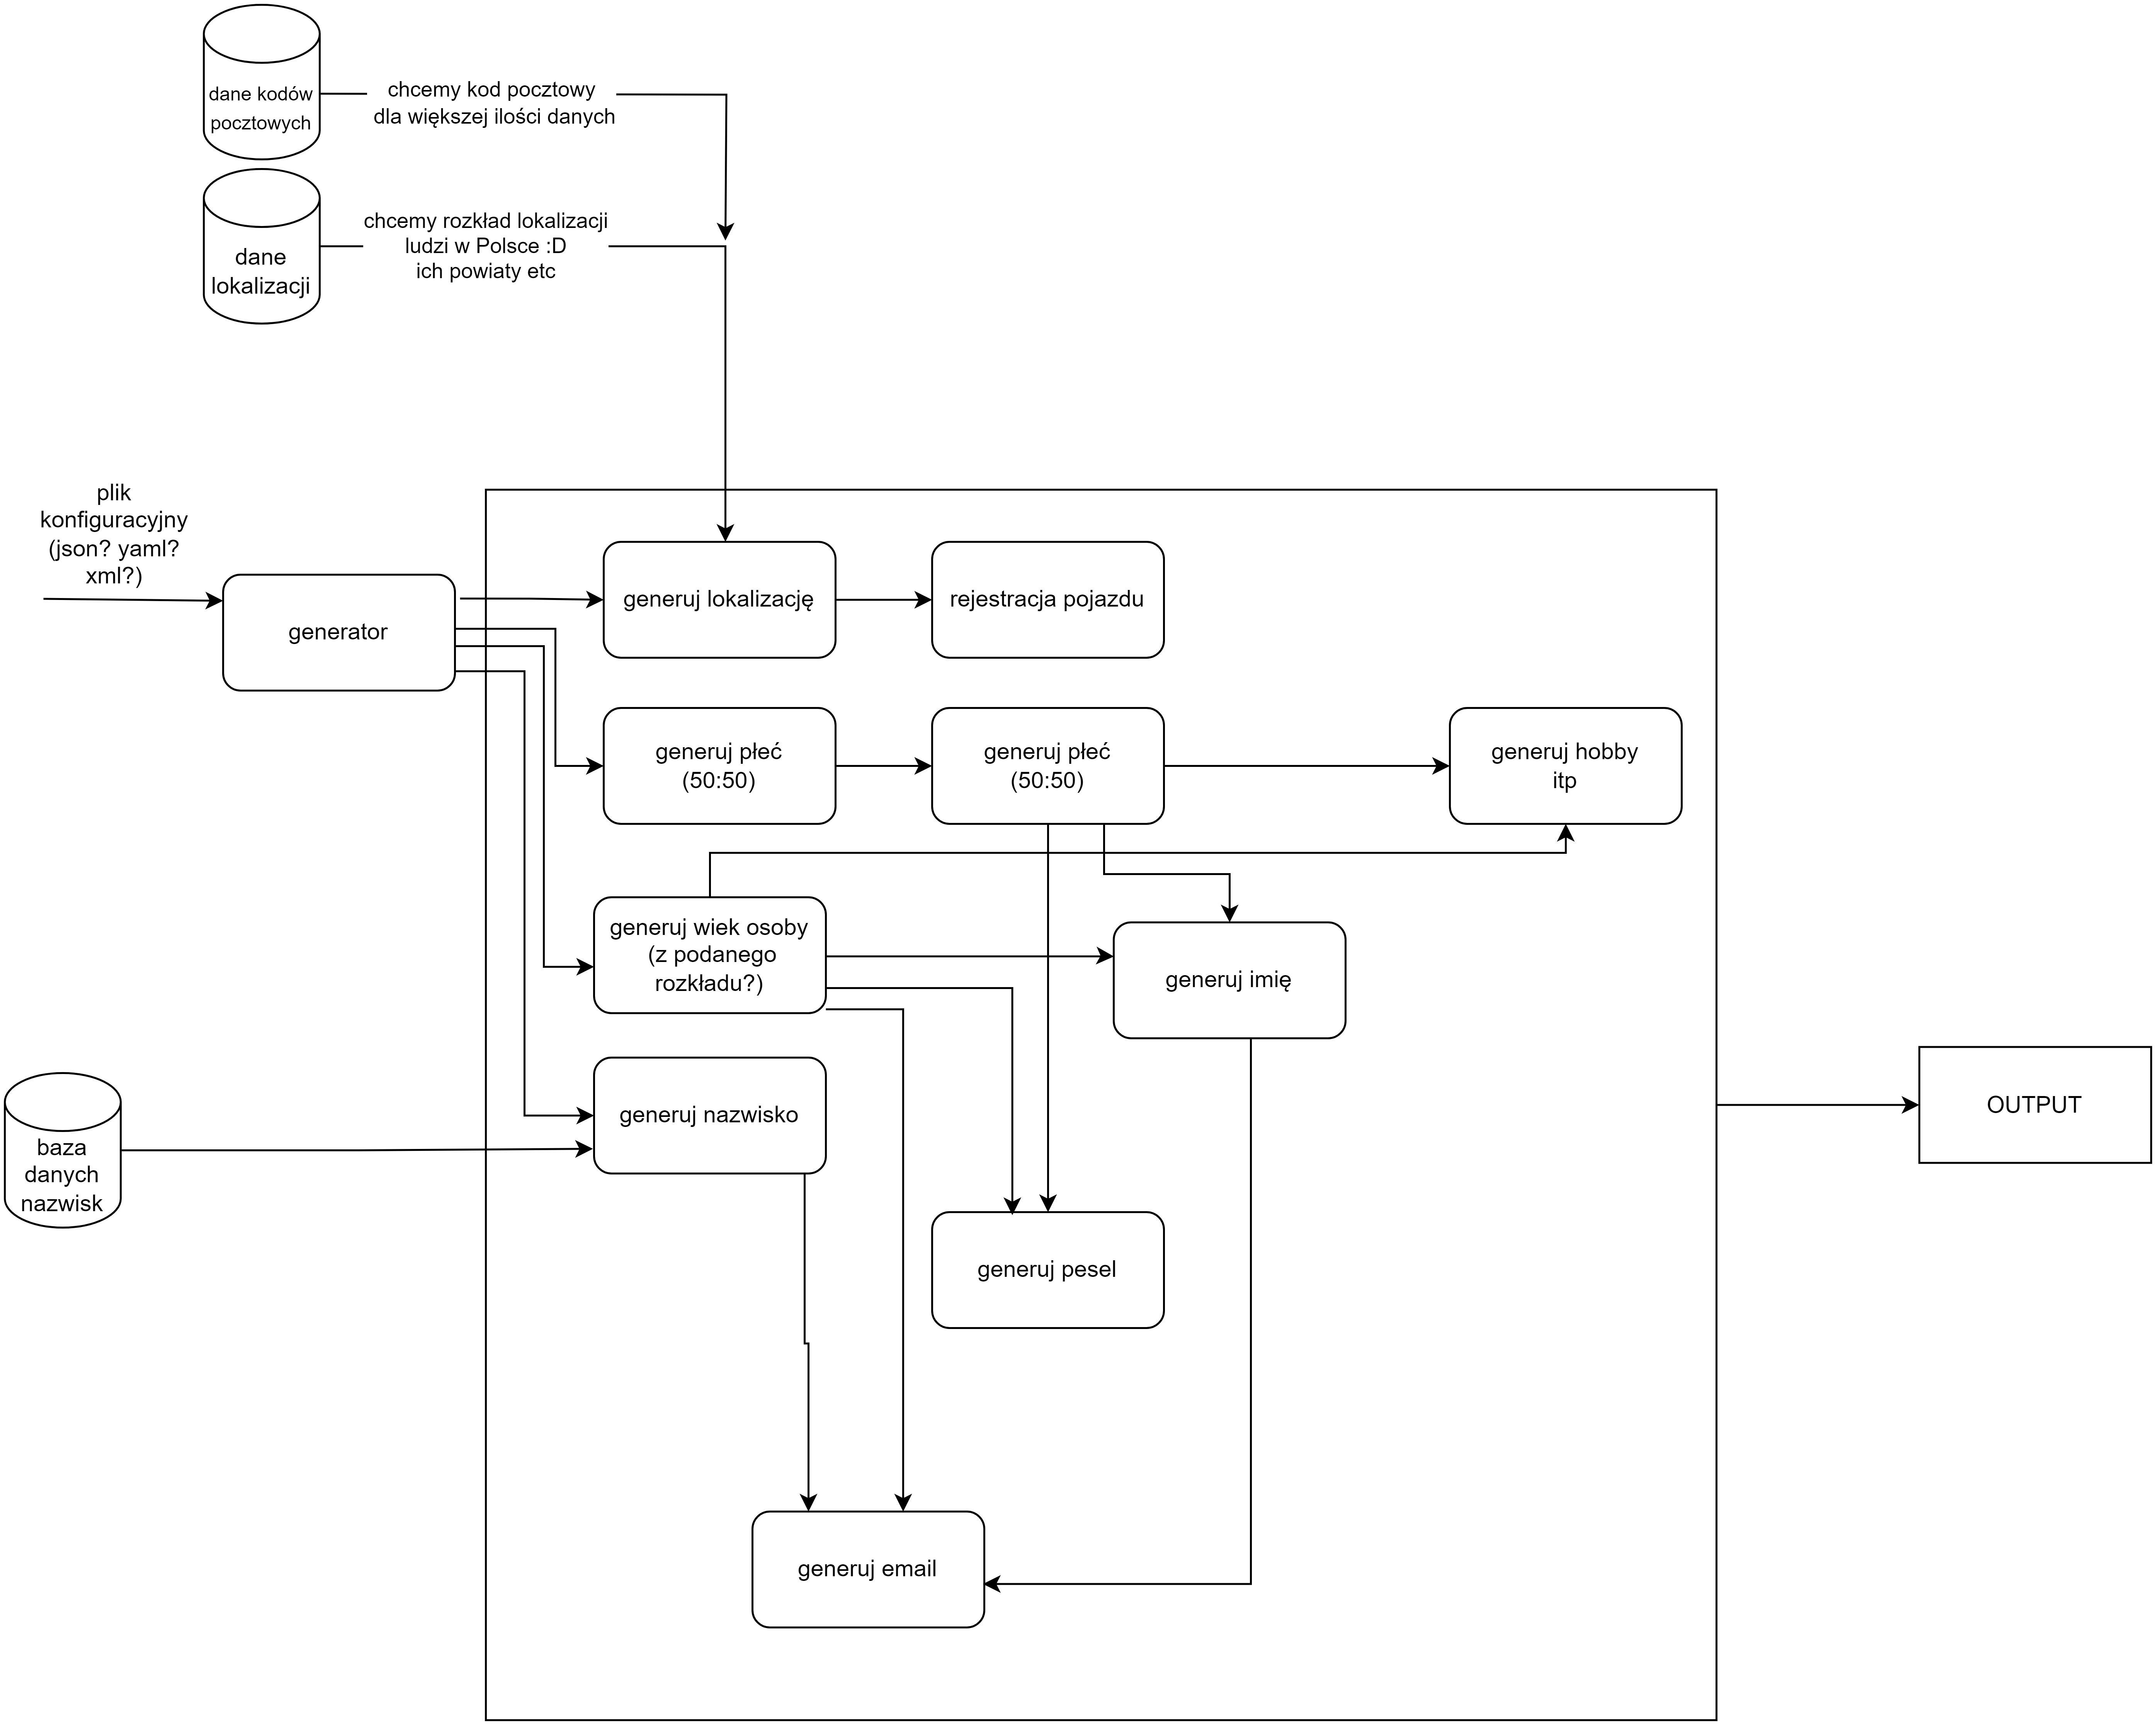 dane kodów
pocztowych
chcemy kod pocztowy
dla większej ilości danych
dane
lokalizacji
chcemy rozkład lokalizacji
ludzi w Polsce :D
ich powiaty etc
plik
konfiguracyjny
(json? yaml?
xml?)
generator
generuj lokalizację
rejestracja pojazdu
generuj płeć
(50:50)
generuj płeć
(50:50)
generuj hobby
itp
generuj wiek osoby
(z podanego
rozkładu?)
generuj imię
generuj nazwisko
baza
danych
nazwisk
OUTPUT
generuj pesel
generuj email